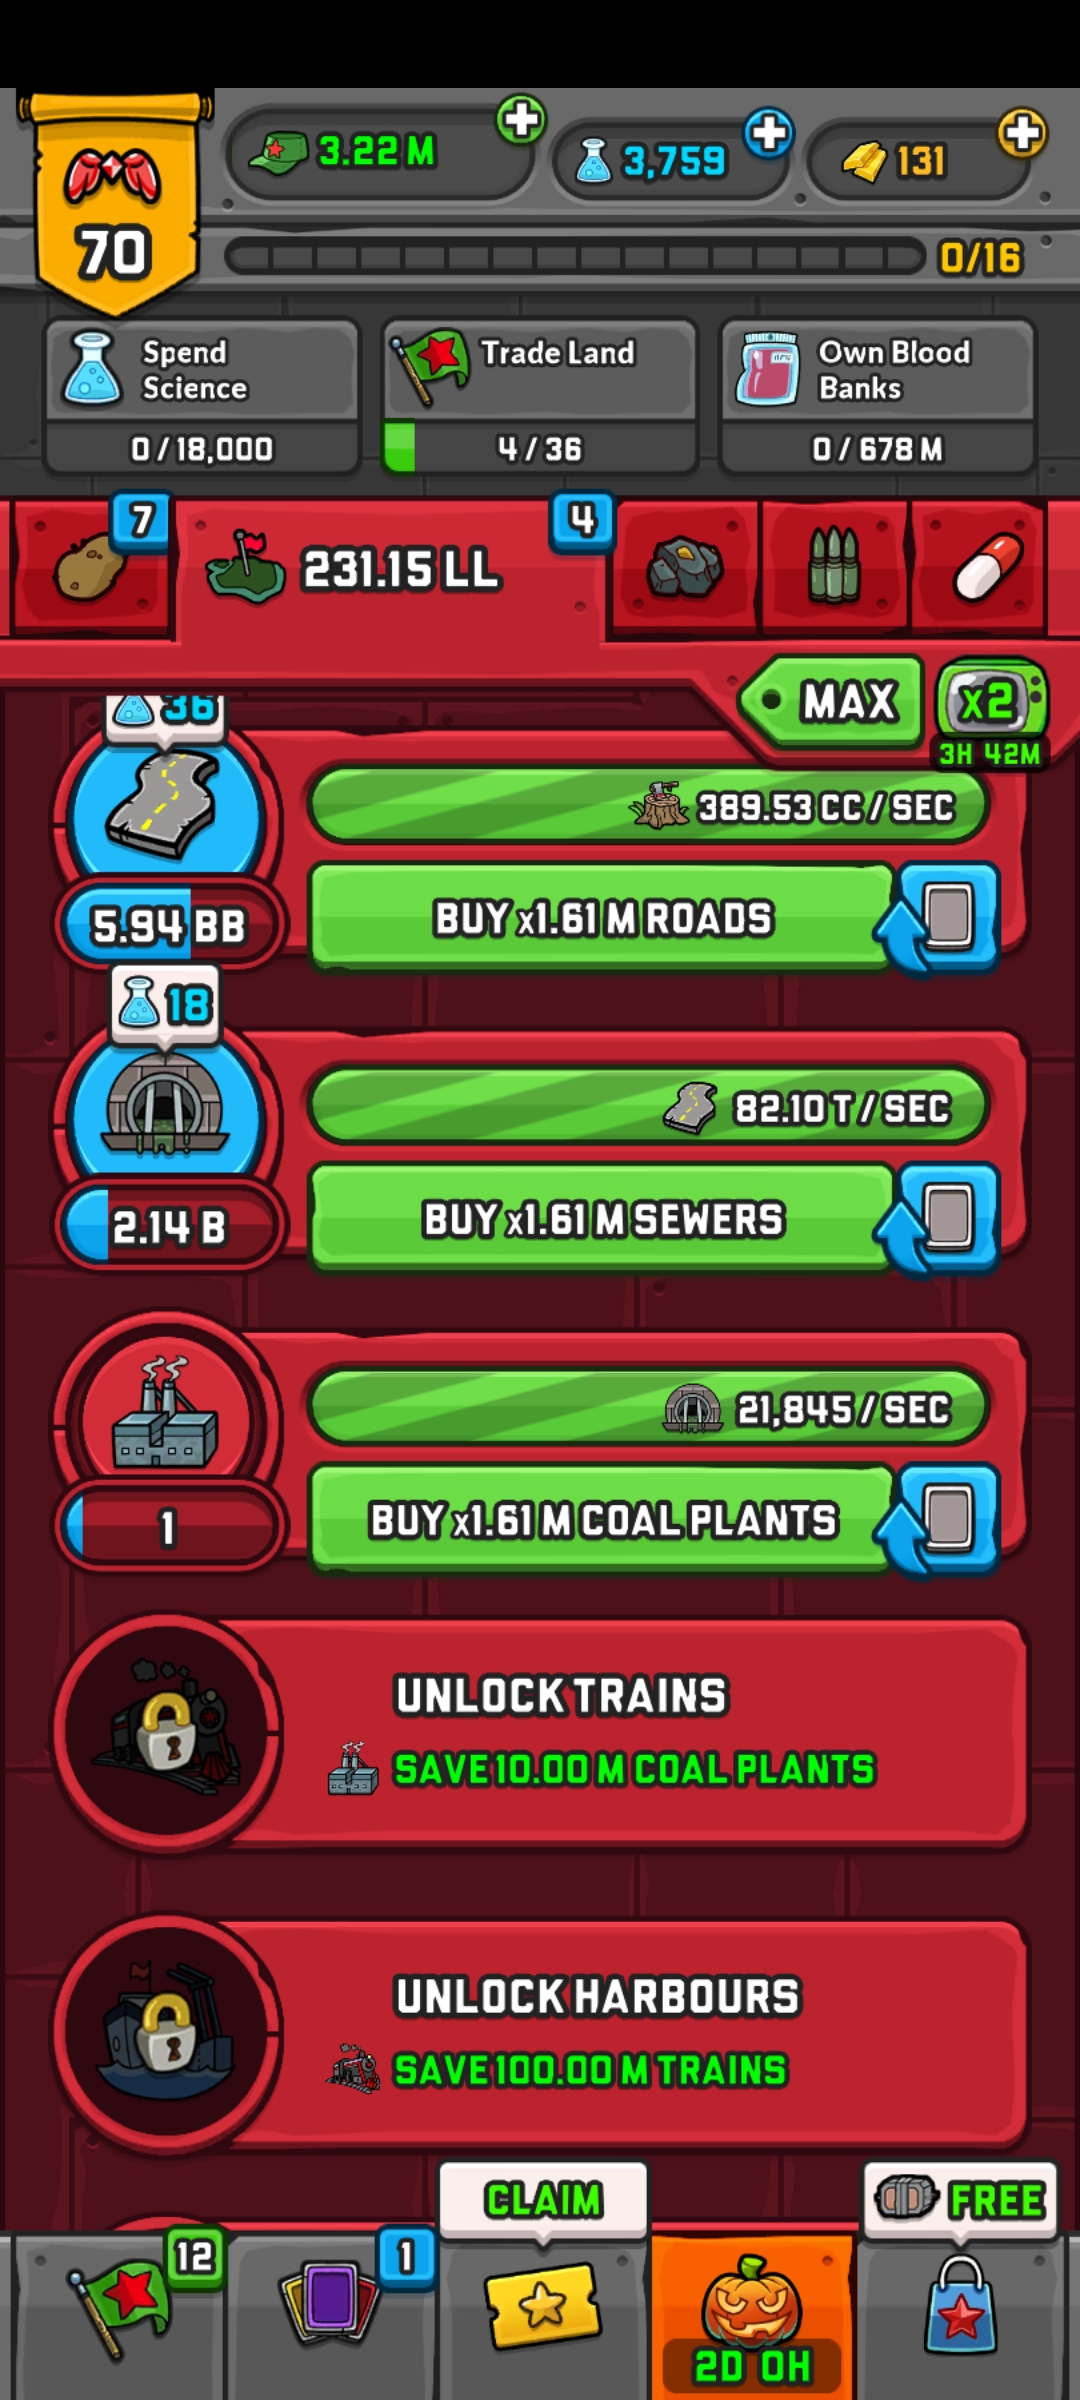 70
3.22 M
3,759
131
0/16
Spend
Science
0 / 18,000
Trade Land
4 / 36
Own Blood
Banks
0 / 678 M
7
231.15 LL
4
MAX
x2
3H 42M
36
389.53 CC / SEC
5.94 BB
BUY x1.61 M ROADS
18
82.10 T / SEC
2.14 B
BUY x1.61 M SEWERS
21,845 / SEC
1
BUY x1.61 M COAL PLANTS
UNLOCK TRAINS
SAVE 10.00 M COAL PLANTS
UNLOCK HARBOURS
SAVE 100.00 M TRAINS
CLAIM
FREE
12
1
2D 0H